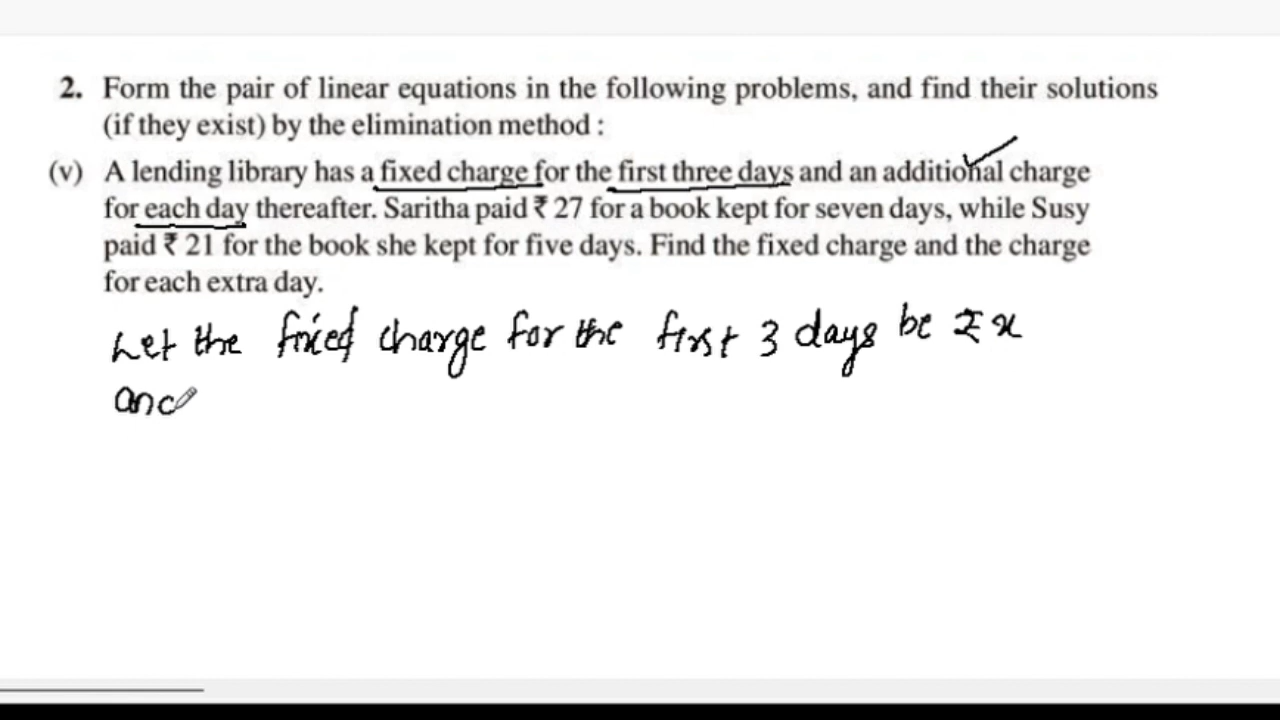 2. Form the pair of linear equations in the following problems, and find their solutions
(if they exist) by the elimination method :
(v) A lending library has a fixed charge for the first three days and an additional charge
for each day thereafter. Saritha paid ₹ 27 for a book kept for seven days, while Susy
paid ₹ 21 for the book she kept for five days. Find the fixed charge and the charge
for each extra day.
Let the fixed charge for the first 3 days be ₹ x
and